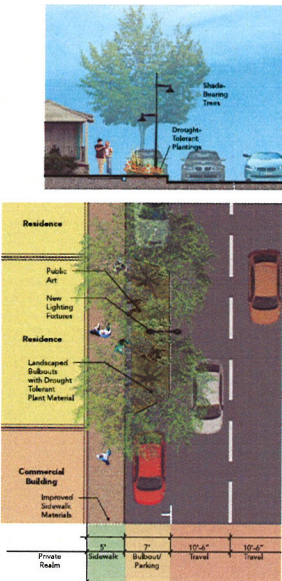 Shade-
Bearing
Trees
Drought-
Tolerant
Plantings
Residence
Public
Art
New
Lighting
Fixtures
Residence
Landscaped
Bulbouts
with Drought
Tolerant
Plant Material
Commercial
Building
Improved
Sidewalk
Materials
5' 7' 10'-6" 10'-6"
Private Sidewalk Bulbout/ Travel Travel
Realm Parking